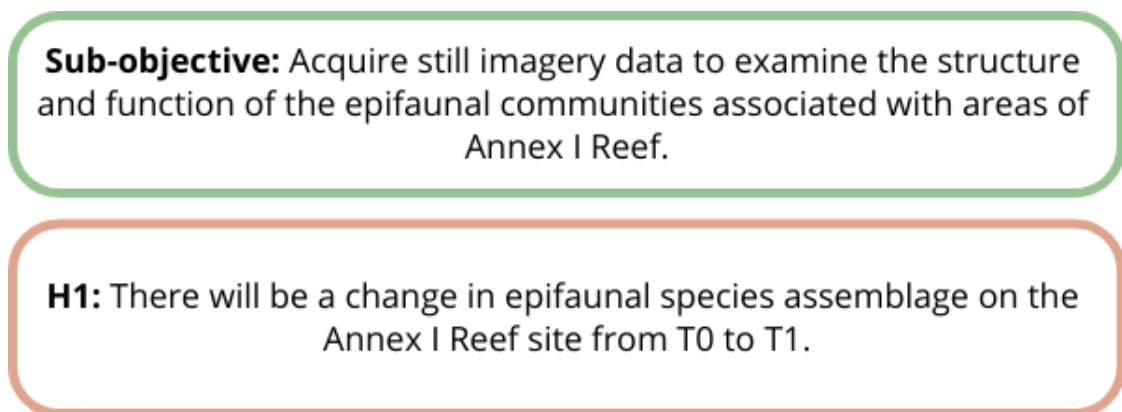 Sub-objective: Acquire still imagery data to examine the structure
and function of the epifaunal communities associated with areas of
Annex I Reef.
H1: There will be a change in epifaunal species assemblage on the
Annex I Reef site from T0 to T1.